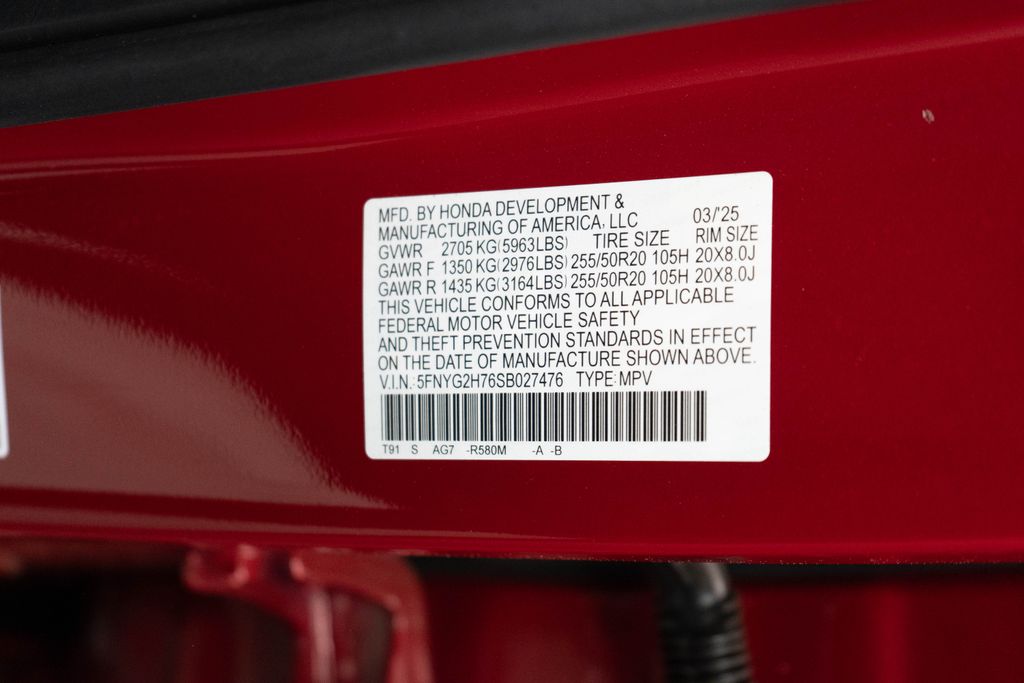 MFD. BY HONDA DEVELOPMENT &
MANUFACTURING OF AMERICA, LLC 03/'25
GVWR 2705 KG(5963LBS) TIRE SIZE RIM SIZE
GAWR F 1350 KG(2976LBS) 255/50R20 105H 20X8.0J
GAWR R 1435 KG(3164LBS) 255/50R20 105H 20X8.0J
THIS VEHICLE CONFORMS TO ALL APPLICABLE
FEDERAL MOTOR VEHICLE SAFETY
AND THEFT PREVENTION STANDARDS IN EFFECT
ON THE DATE OF MANUFACTURE SHOWN ABOVE.
V.I.N.: 5FNYG2H76SB027476 TYPE: MPV
T91 S AG7 -R580M -A -B